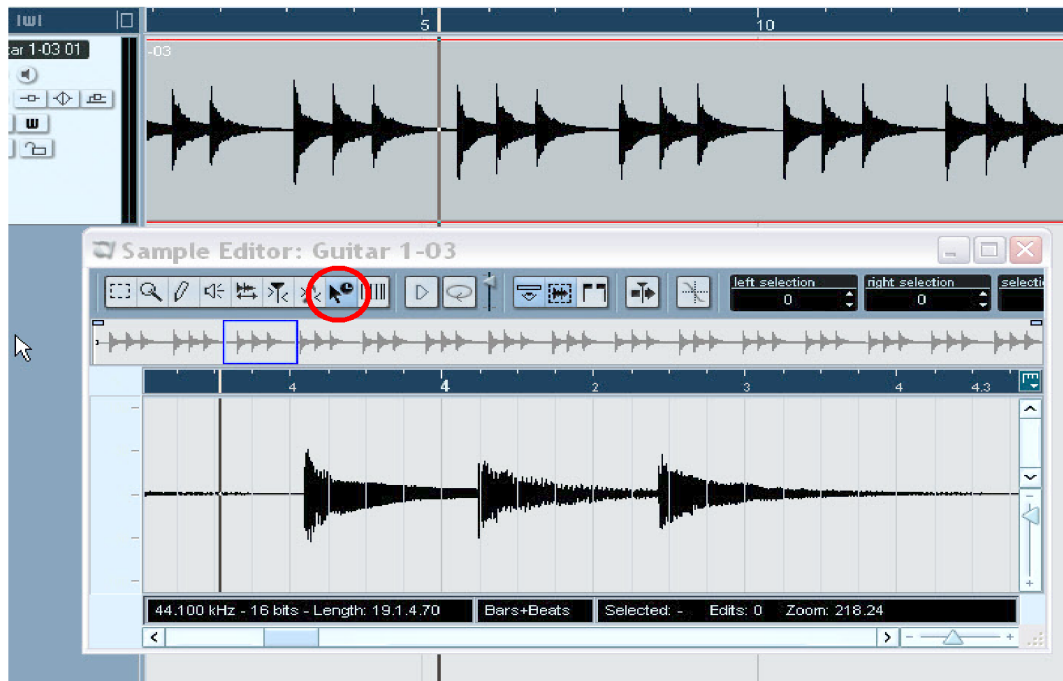 5
10
tar 1-03 01
-03
Sample Editor: Guitar 1-03
left selection
0
right selection
0
selecti
4
4
2
3
4
4.3
44.100 kHz - 16 bits - Length: 19.1.4.70
Bars+Beats
Selected: -
Edits: 0
Zoom: 218.24